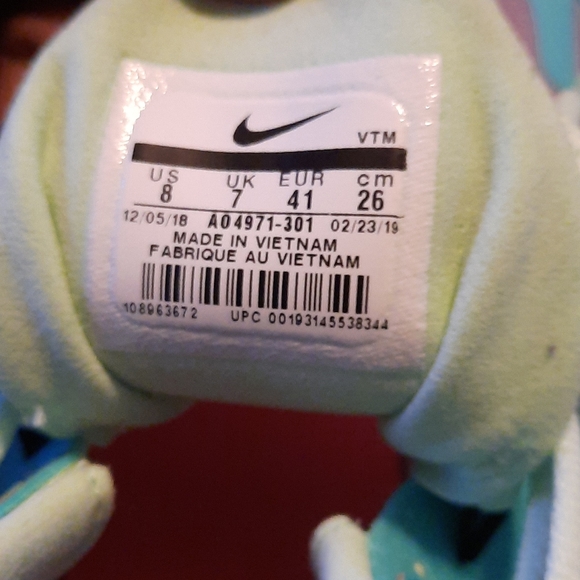 VTM
US UK EUR cm
8 7 41 26
12/05/18 AO4971-301 02/23/19
MADE IN VIETNAM
FABRIQUE AU VIETNAM
108963672 UPC 00193145538344